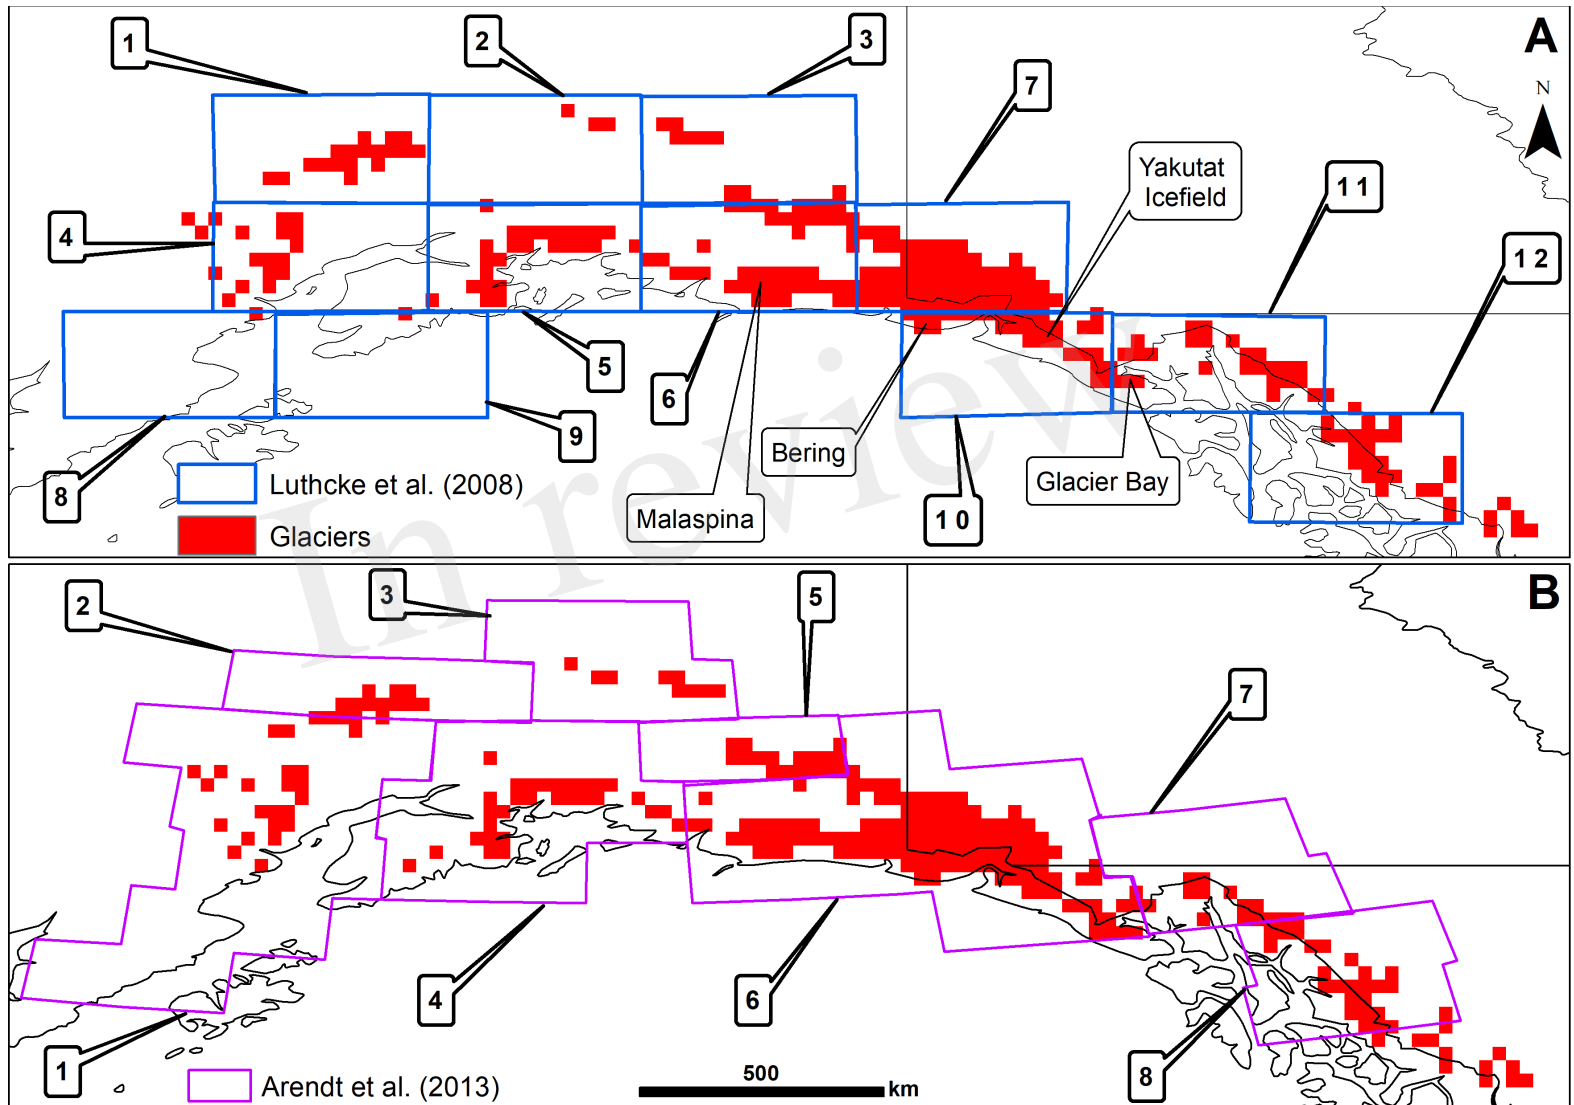 A
1
2
3
7
N
Yakutat
Icefield
11
4
12
5
6
9
Bering
Luthcke et al. (2008)
8
Glacier Bay
Malaspina
10
Glaciers
In review
B
2
3
5
7
4
6
1
8
500
km
Arendt et al. (2013)